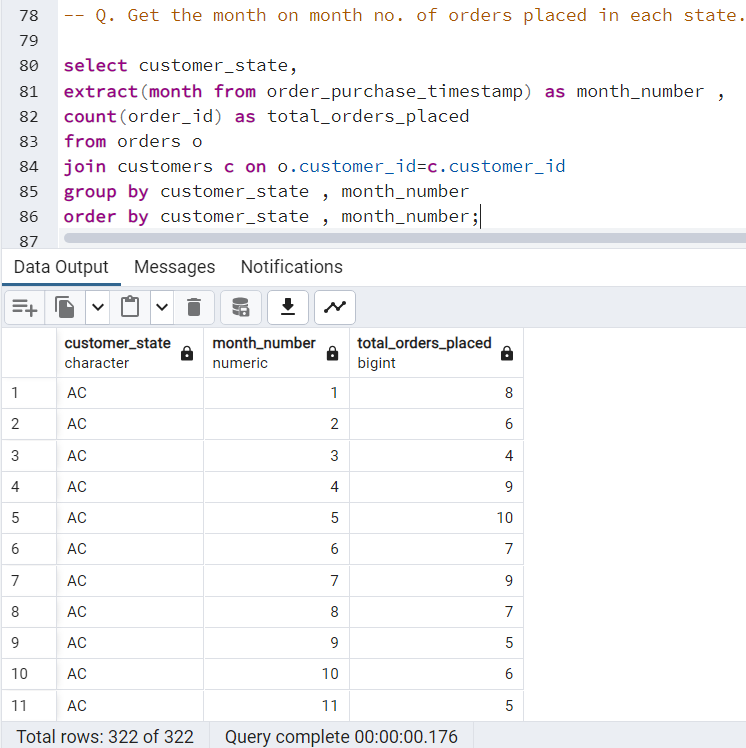 78 -- Q. Get the month on month no. of orders placed in each state.
79
80 select customer_state,
81 extract(month from order_purchase_timestamp) as month_number ,
82 count(order_id) as total_orders_placed
83 from orders o
84 join customers c on o.customer_id=c.customer_id
85 group by customer_state , month_number
86 order by customer_state , month_number;
87
Data Output Messages Notifications
customer_state month_number total_orders_placed
character numeric bigint
1 AC 1 8
2 AC 2 6
3 AC 3 4
4 AC 4 9
5 AC 5 10
6 AC 6 7
7 AC 7 9
8 AC 8 7
9 AC 9 5
10 AC 10 6
11 AC 11 5
Total rows: 322 of 322 Query complete 00:00:00.176